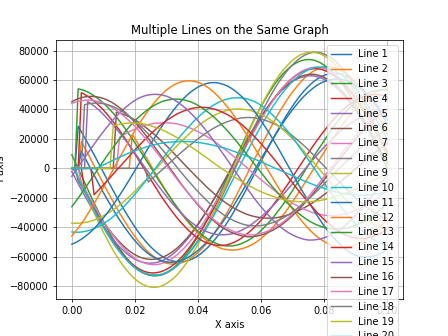 Multiple Lines on the Same Graph
80000
60000
40000
20000
0
−20000
−40000
−60000
−80000
0.00
0.02
0.04
0.06
X axis
Line 1
Line 2
Line 3
Line 4
Line 5
Line 6
Line 7
Line 8
Line 9
Line 10
Line 11
Line 12
Line 13
Line 14
Line 15
Line 16
Line 17
Line 18
Line 19